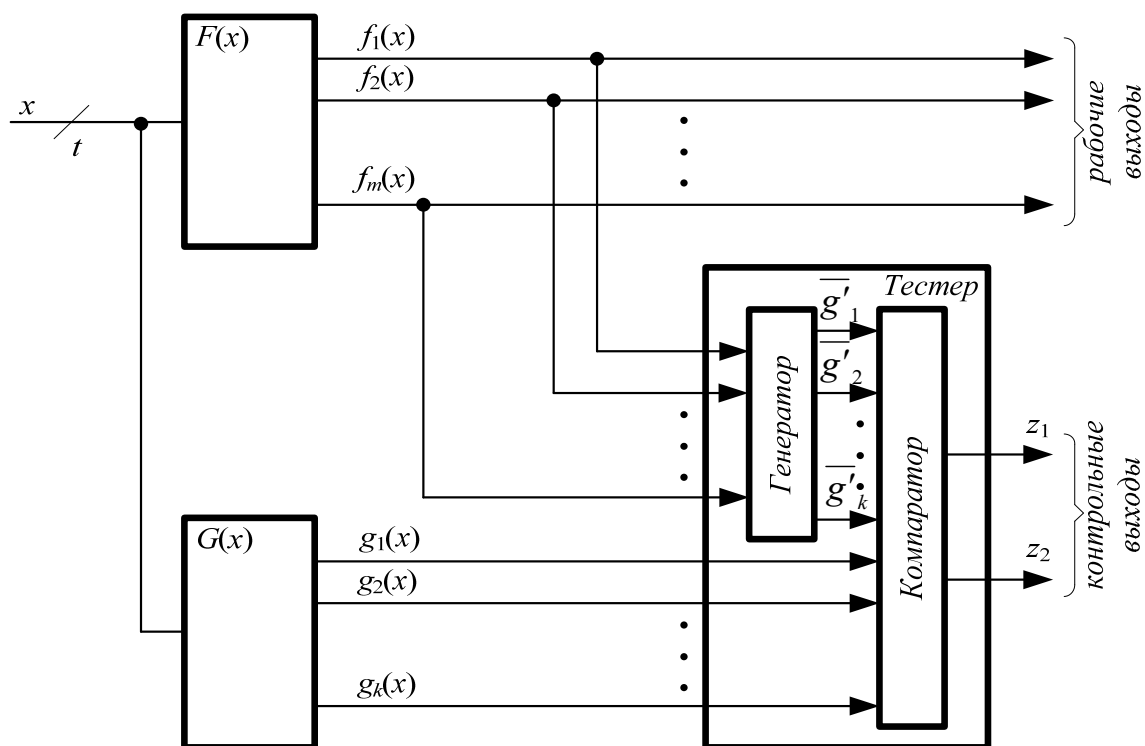 F(x)
f₁(x)
f₂(x)
x
t
fₘ(x)
рабочие
выходы
Тестер
g̅'̅₁
g̅'̅₂
Генератор
g̅'̅ₖ
Компаратор
z₁
z₂
контрольные
выходы
G(x)
g₁(x)
g₂(x)
gₖ(x)